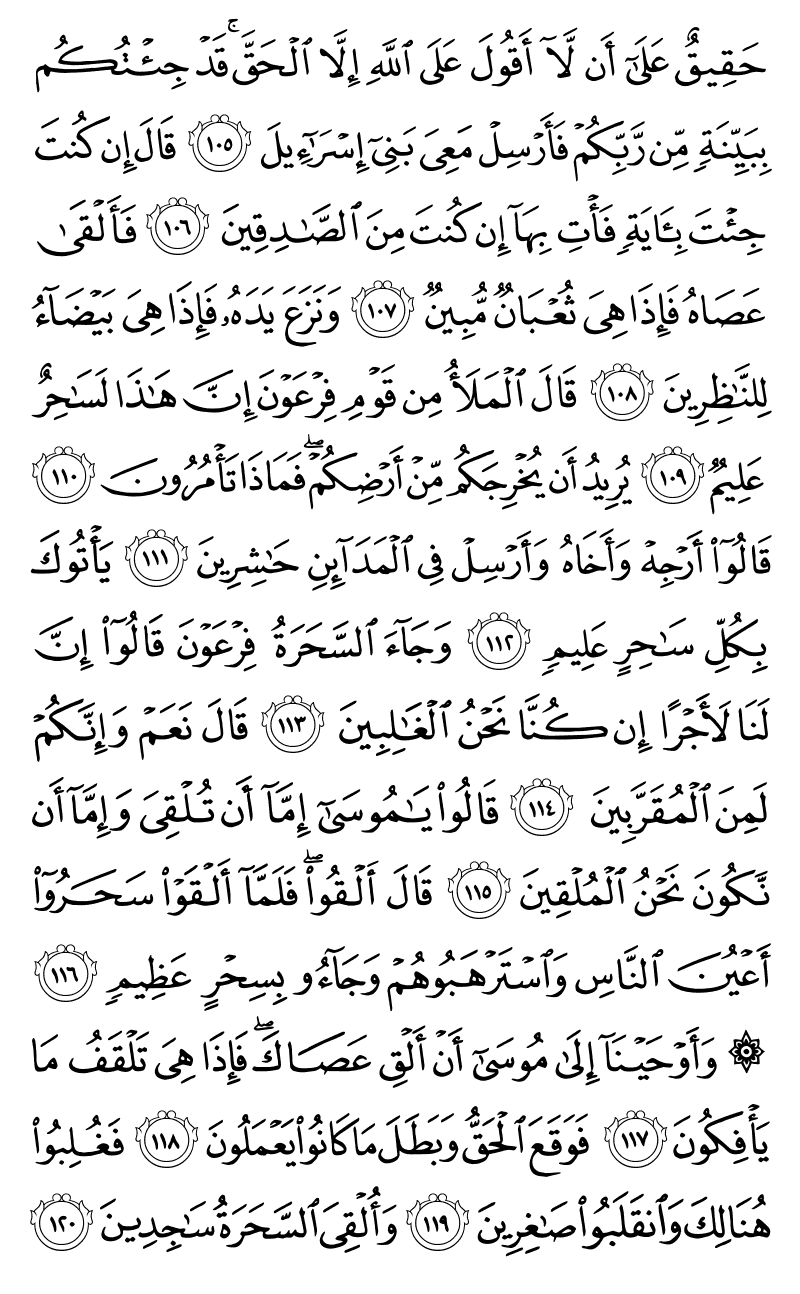 حَقِيقٌ عَلَىٰٓ أَن لَّآ أَقُولَ عَلَى ٱللَّهِ إِلَّا ٱلْحَقَّ ۚ قَدْ جِئْتُكُم
بِبَيِّنَةٍ مِّن رَّبِّكُمْ فَأَرْسِلْ مَعِىَ بَنِىٓ إِسْرَٰٓءِيلَ ١٠٥ قَالَ إِن كُنتَ
جِئْتَ بِـَٔايَةٍ فَأْتِ بِهَآ إِن كُنتَ مِنَ ٱلصَّـٰدِقِينَ ١٠٦ فَأَلْقَىٰ
عَصَاهُ فَإِذَا هِىَ ثُعْبَانٌ مُّبِينٌ ١٠٧ وَنَزَعَ يَدَهُۥ فَإِذَا هِىَ بَيْضَآءُ
لِلنَّـٰظِرِينَ ١٠٨ قَالَ ٱلْمَلَأُ مِن قَوْمِ فِرْعَوْنَ إِنَّ هَـٰذَا لَسَـٰحِرٌ
عَلِيمٌ ١٠٩ يُرِيدُ أَن يُخْرِجَكُم مِّنْ أَرْضِكُمْ ۖ فَمَاذَا تَأْمُرُونَ ١١٠
قَالُوٓا۟ أَرْجِهْ وَأَخَاهُ وَأَرْسِلْ فِى ٱلْمَدَآئِنِ حَـٰشِرِينَ ١١١ يَأْتُوكَ
بِكُلِّ سَـٰحِرٍ عَلِيمٍ ١١٢ وَجَآءَ ٱلسَّحَرَةُ فِرْعَوْنَ قَالُوٓا۟ إِنَّ
لَنَا لَأَجْرًا إِن كُنَّا نَحْنُ ٱلْغَـٰلِبِينَ ١١٣ قَالَ نَعَمْ وَإِنَّكُمْ
لَمِنَ ٱلْمُقَرَّبِينَ ١١٤ قَالُوا۟ يَـٰمُوسَىٰٓ إِمَّآ أَن تُلْقِىَ وَإِمَّآ أَن
نَّكُونَ نَحْنُ ٱلْمُلْقِينَ ١١٥ قَالَ أَلْقُوا۟ ۖ فَلَمَّآ أَلْقَوْا۟ سَحَرُوٓا۟
أَعْيُنَ ٱلنَّاسِ وَٱسْتَرْهَبُوهُمْ وَجَآءُو بِسِحْرٍ عَظِيمٍ ١١٦
۞ وَأَوْحَيْنَآ إِلَىٰ مُوسَىٰٓ أَنْ أَلْقِ عَصَاكَ ۖ فَإِذَا هِىَ تَلْقَفُ مَا
يَأْفِكُونَ ١١٧ فَوَقَعَ ٱلْحَقُّ وَبَطَلَ مَا كَانُوا۟ يَعْمَلُونَ ١١٨ فَغُلِبُوا۟
هُنَالِكَ وَٱنقَلَبُوا۟ صَـٰغِرِينَ ١١٩ وَأُلْقِىَ ٱلسَّحَرَةُ سَـٰجِدِينَ ١٢٠